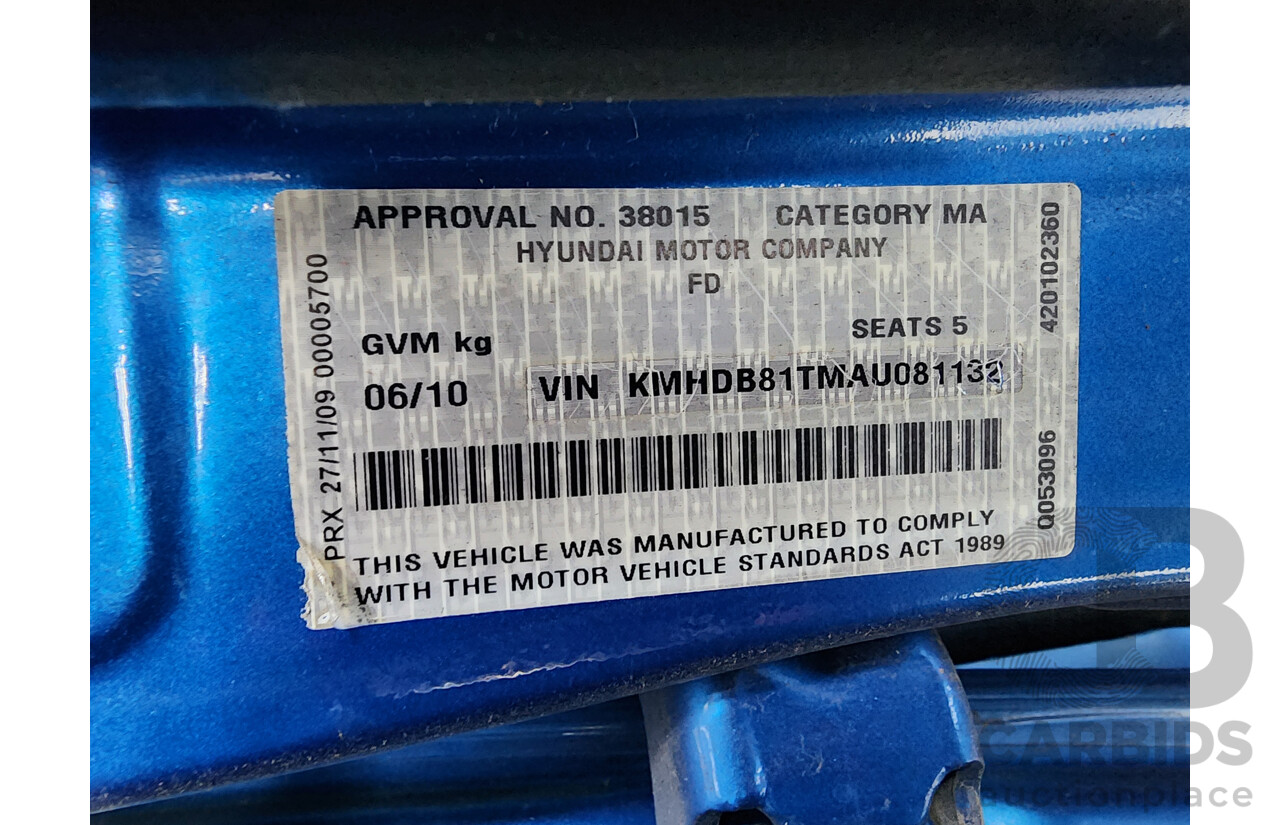 APPROVAL NO. 38015 CATEGORY MA
HYUNDAI MOTOR COMPANY
FD
GVM kg SEATS 5
06/10 VIN KMHDB81TMAU081132
THIS VEHICLE WAS MANUFACTURED TO COMPLY
WITH THE MOTOR VEHICLE STANDARDS ACT 1989
PRX 27/11/09 00005700
420102360
Q053096
B
CARBIDS
auctionplace